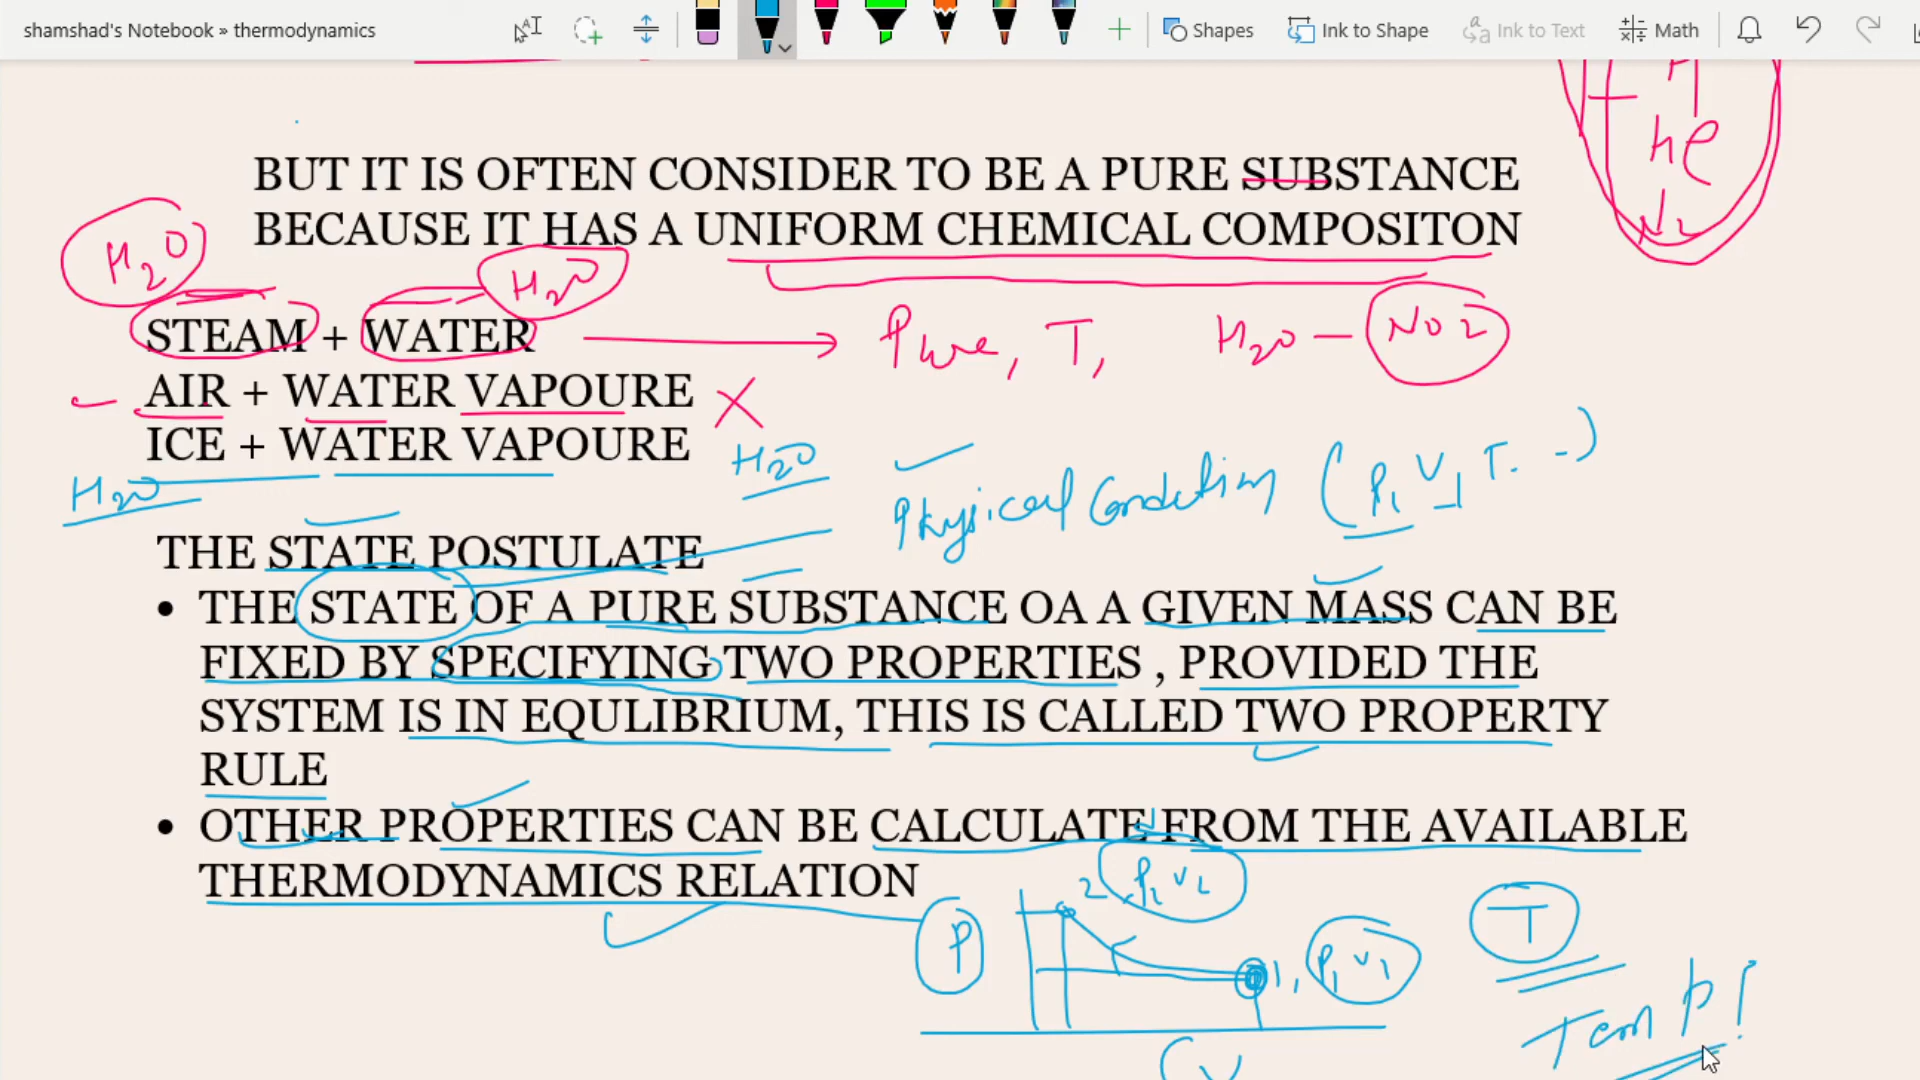 shamshad's Notebook » thermodynamics
Shapes
Ink to Shape
Ink to Text
Math
he
N2
BUT IT IS OFTEN CONSIDER TO BE A PURE SUBSTANCE
BECAUSE IT HAS A UNIFORM CHEMICAL COMPOSITON
H2O
H2O
STEAM + WATER
Pure, T,
H2O - NO2
AIR + WATER VAPOURE X
ICE + WATER VAPOURE
H2O
H2O
Physical Condition (P, V, T. -)
THE STATE POSTULATE
• THE STATE OF A PURE SUBSTANCE OA A GIVEN MASS CAN BE
FIXED BY SPECIFYING TWO PROPERTIES , PROVIDED THE
SYSTEM IS IN EQULIBRIUM, THIS IS CALLED TWO PROPERTY
RULE
• OTHER PROPERTIES CAN BE CALCULATE FROM THE AVAILABLE
THERMODYNAMICS RELATION
2 P2 V2
P
1, P1 V1
T
Temp!
V